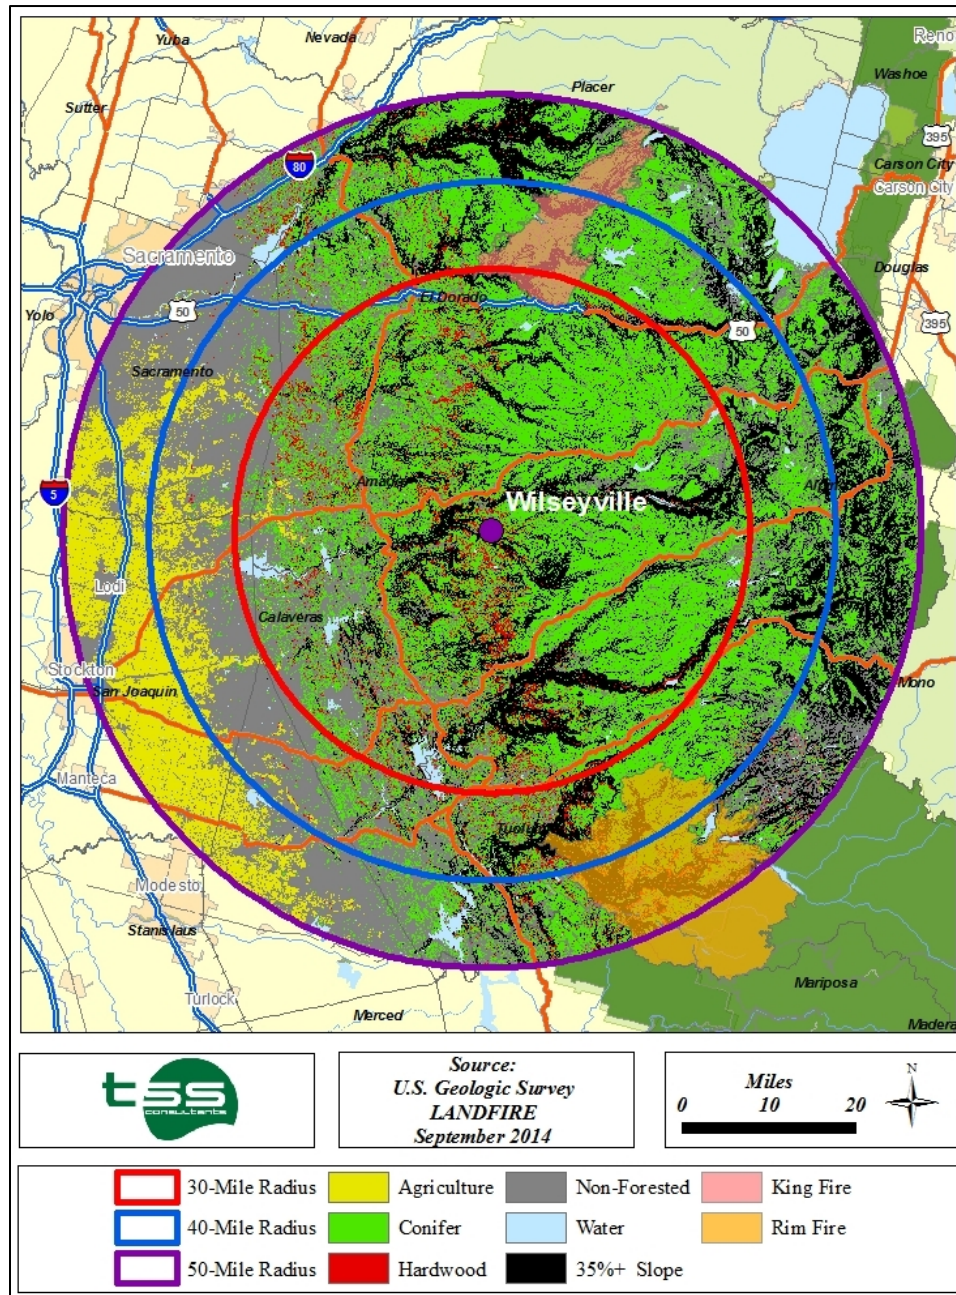 Yuba
Nevada
Reno
Placer
Washoe
Sutter
395
Carson City
80
Carson City
Sacramento
Douglas
El Dorado
Yolo
50
50
395
Sacramento
Amador
5
Wilseyville
Lodi
Calaveras
Stockton
San Joaquin
Mono
Manteca
Modesto
Stanislaus
Mariposa
Turlock
Merced
Madera
tss
consultants
Source:
U.S. Geologic Survey
LANDFIRE
September 2014
Miles
0 10 20
N
30-Mile Radius Agriculture Non-Forested King Fire
40-Mile Radius Conifer Water Rim Fire
50-Mile Radius Hardwood 35%+ Slope